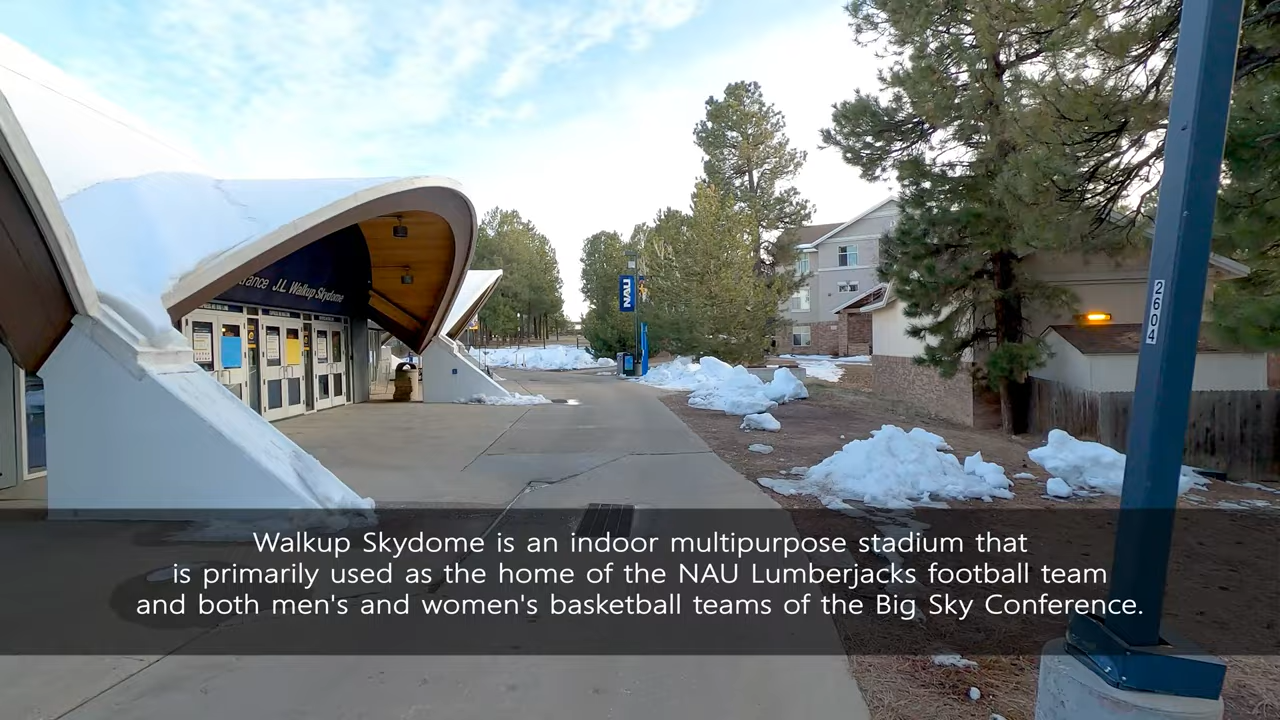 trance J.L. Walkup Skydome
NAU
2604
Walkup Skydome is an indoor multipurpose stadium that
is primarily used as the home of the NAU Lumberjacks football team
and both men's and women's basketball teams of the Big Sky Conference.